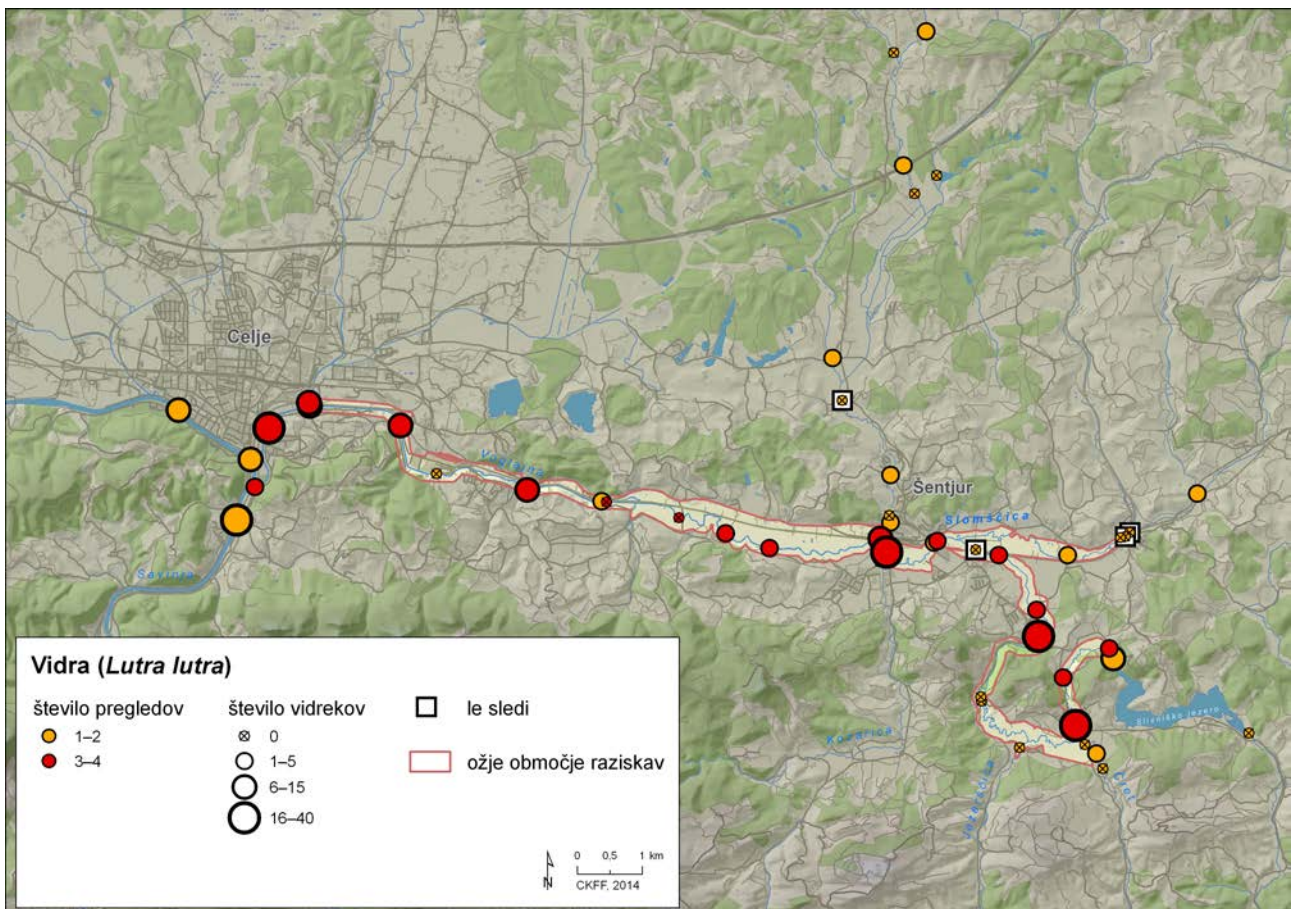 Celje
Voglajna
Šentjur
Slomščica
Savinja
Kozarica
Jezerščica
Čret
Slivniško jezero
Vidra (Lutra lutra)
število pregledov
1–2
3–4
število vidrekov
0
1–5
6–15
16–40
le sledi
ožje območje raziskav
N
0 0,5 1 km
CKFF, 2014